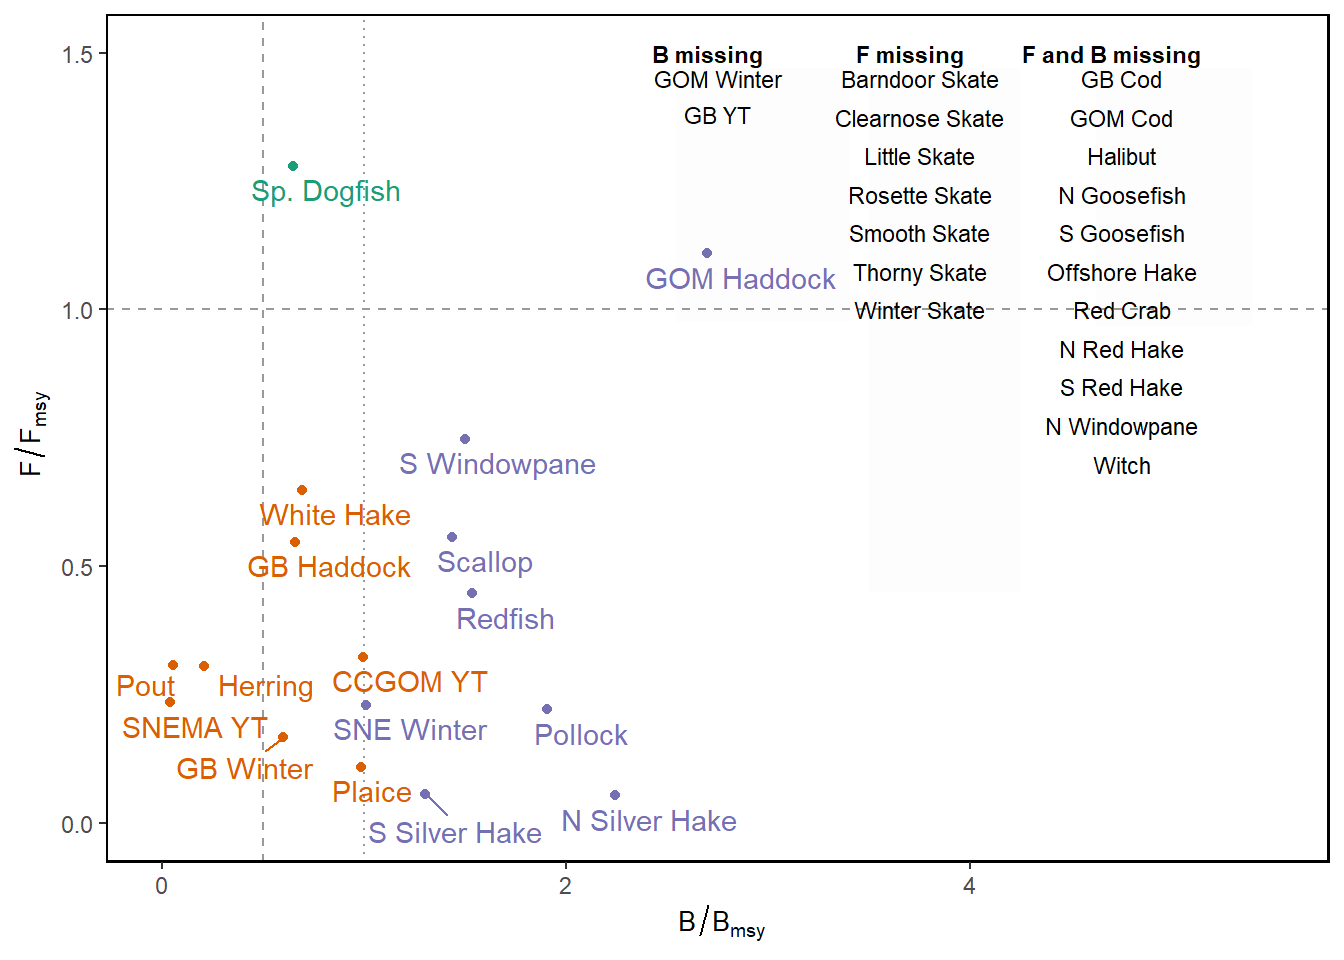 B missing
F missing
F and B missing
GOM Winter
Barndoor Skate
GB Cod
GB YT
Clearnose Skate
GOM Cod
Little Skate
Halibut
Rosette Skate
N Goosefish
Smooth Skate
S Goosefish
Thorny Skate
Offshore Hake
Winter Skate
Red Crab
N Red Hake
S Red Hake
N Windowpane
Witch
1.5
1.0
0.5
0.0
F/Fmsy
Sp. Dogfish
GOM Haddock
S Windowpane
White Hake
Scallop
GB Haddock
Redfish
CCGOM YT
Pout
Herring
SNEMA YT
SNE Winter
Pollock
GB Winter
Plaice
N Silver Hake
S Silver Hake
0
2
4
B/Bmsy